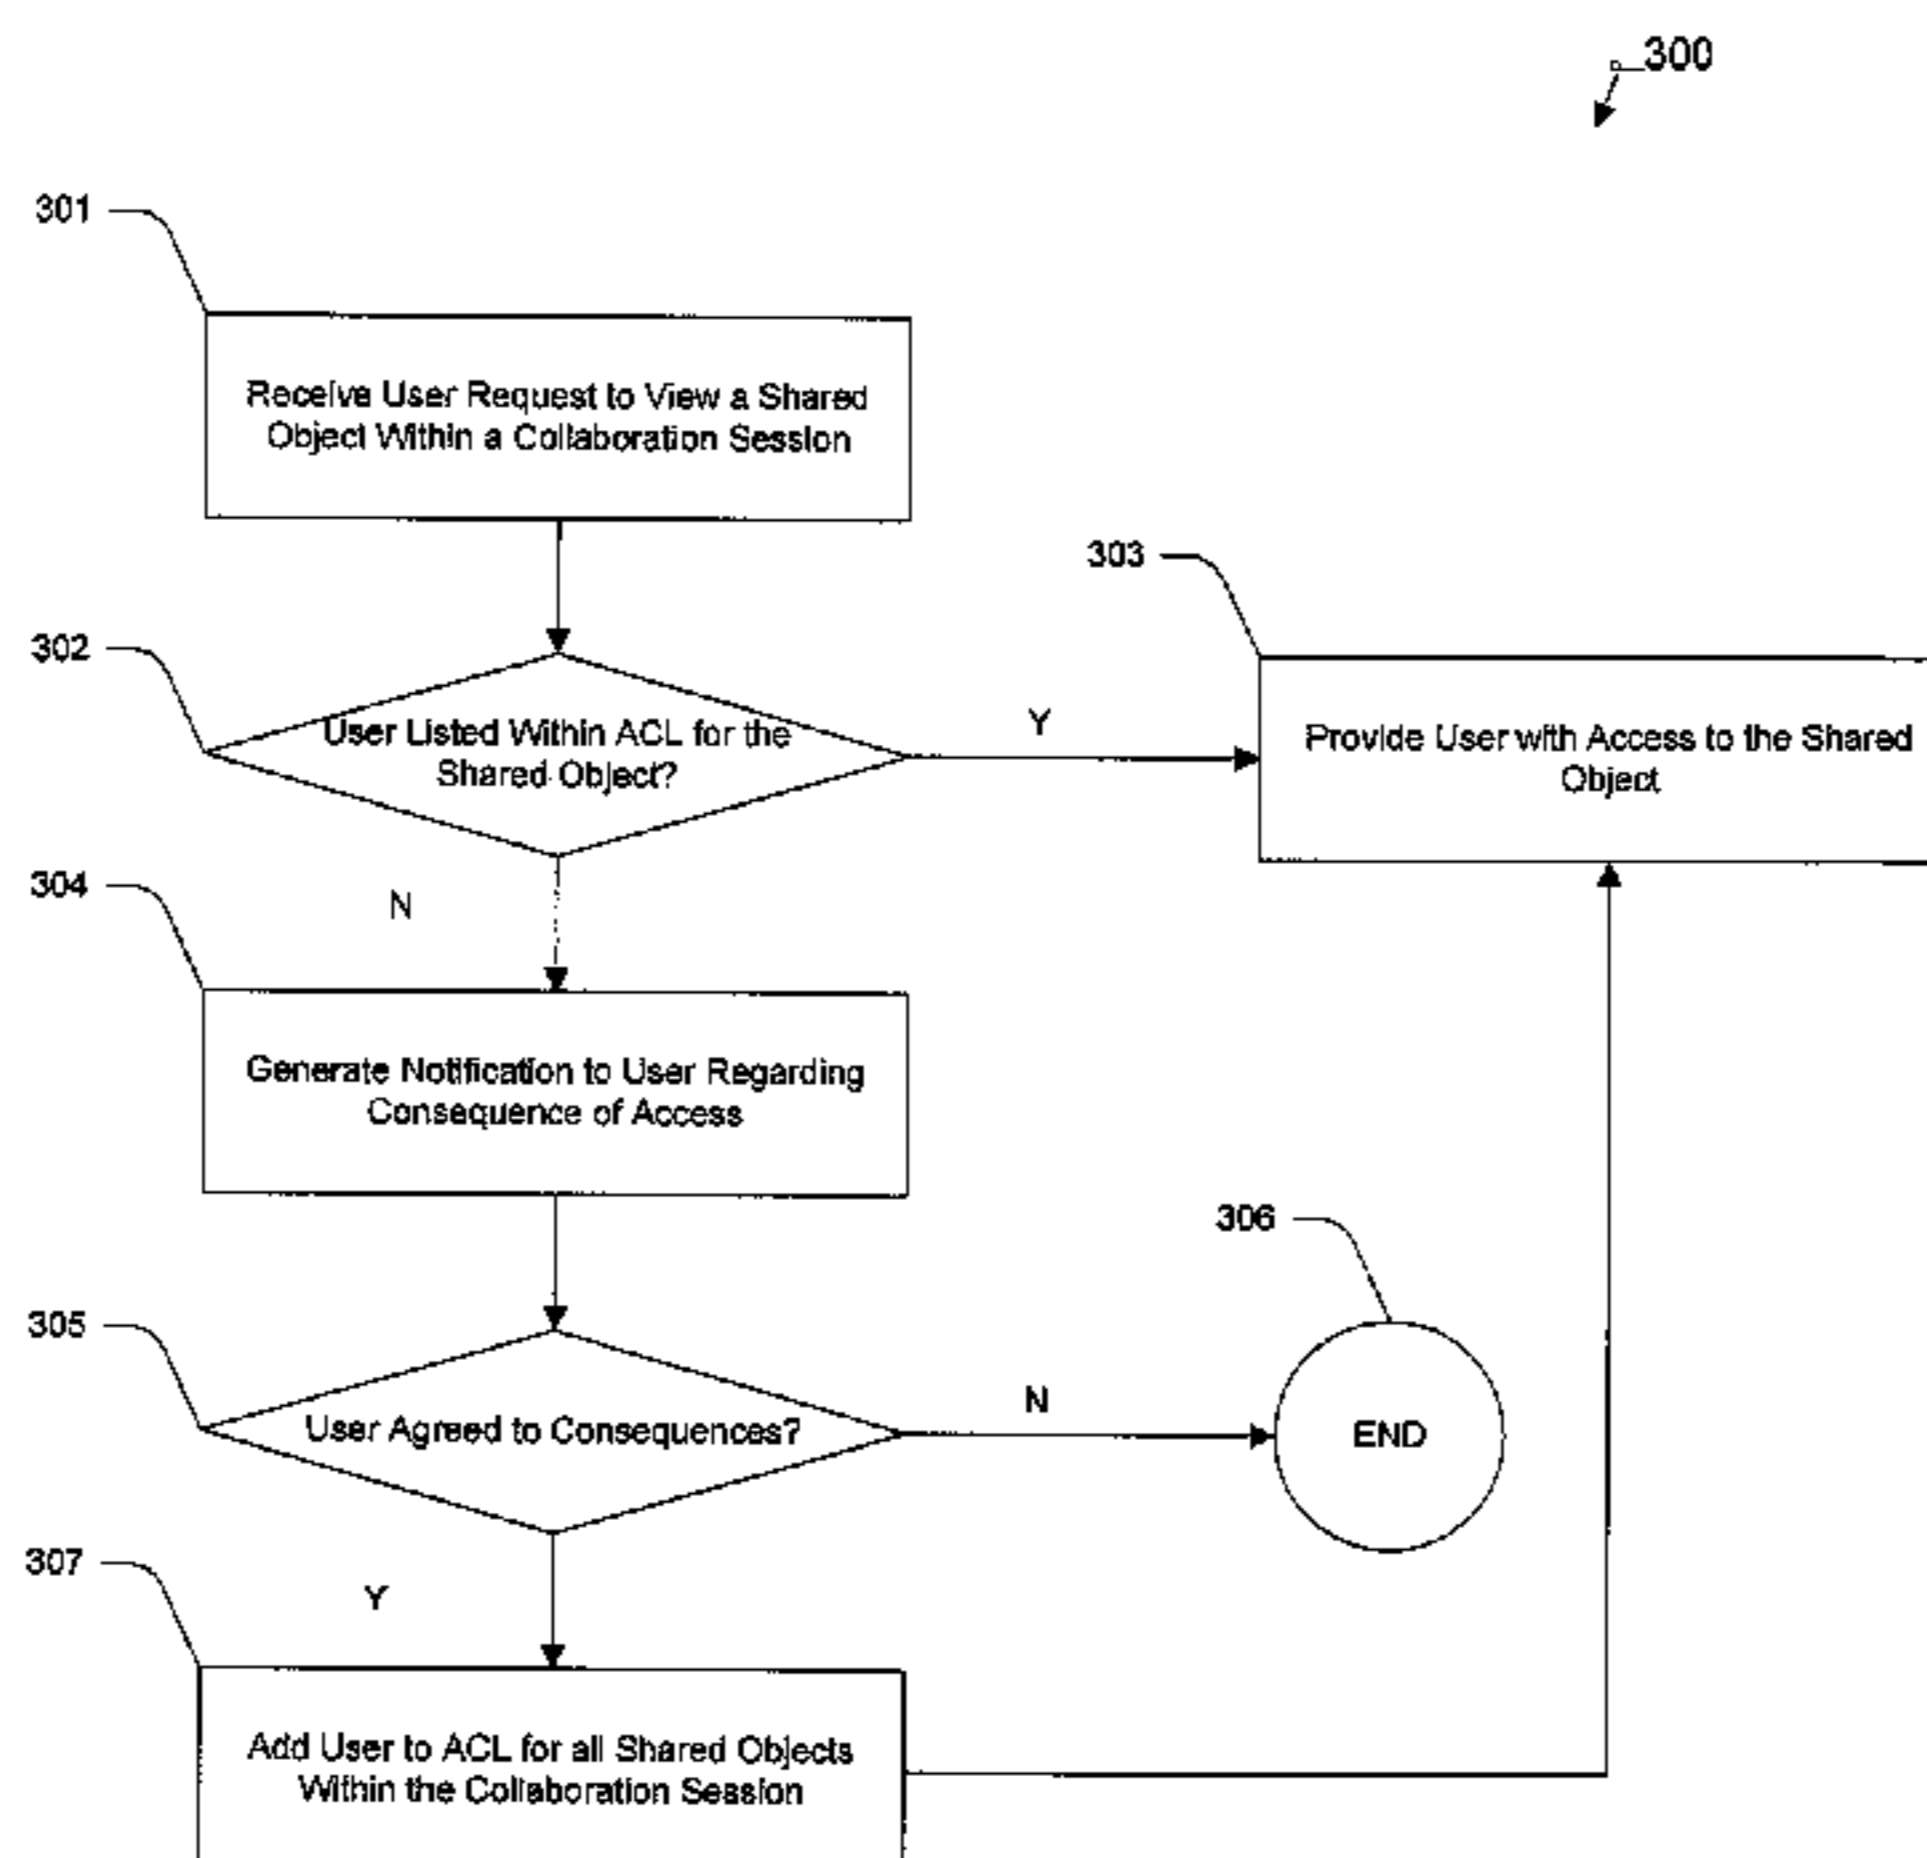 300
301
Receive User Request to View a Shared
Object Within a Collaboration Session
302
User Listed Within ACL for the
Shared Object?
Y
303
Provide User with Access to the Shared
Object
N
304
Generate Notification to User Regarding
Consequence of Access
305
User Agreed to Consequences?
N
306
END
Y
307
Add User to ACL for all Shared Objects
Within the Collaboration Session